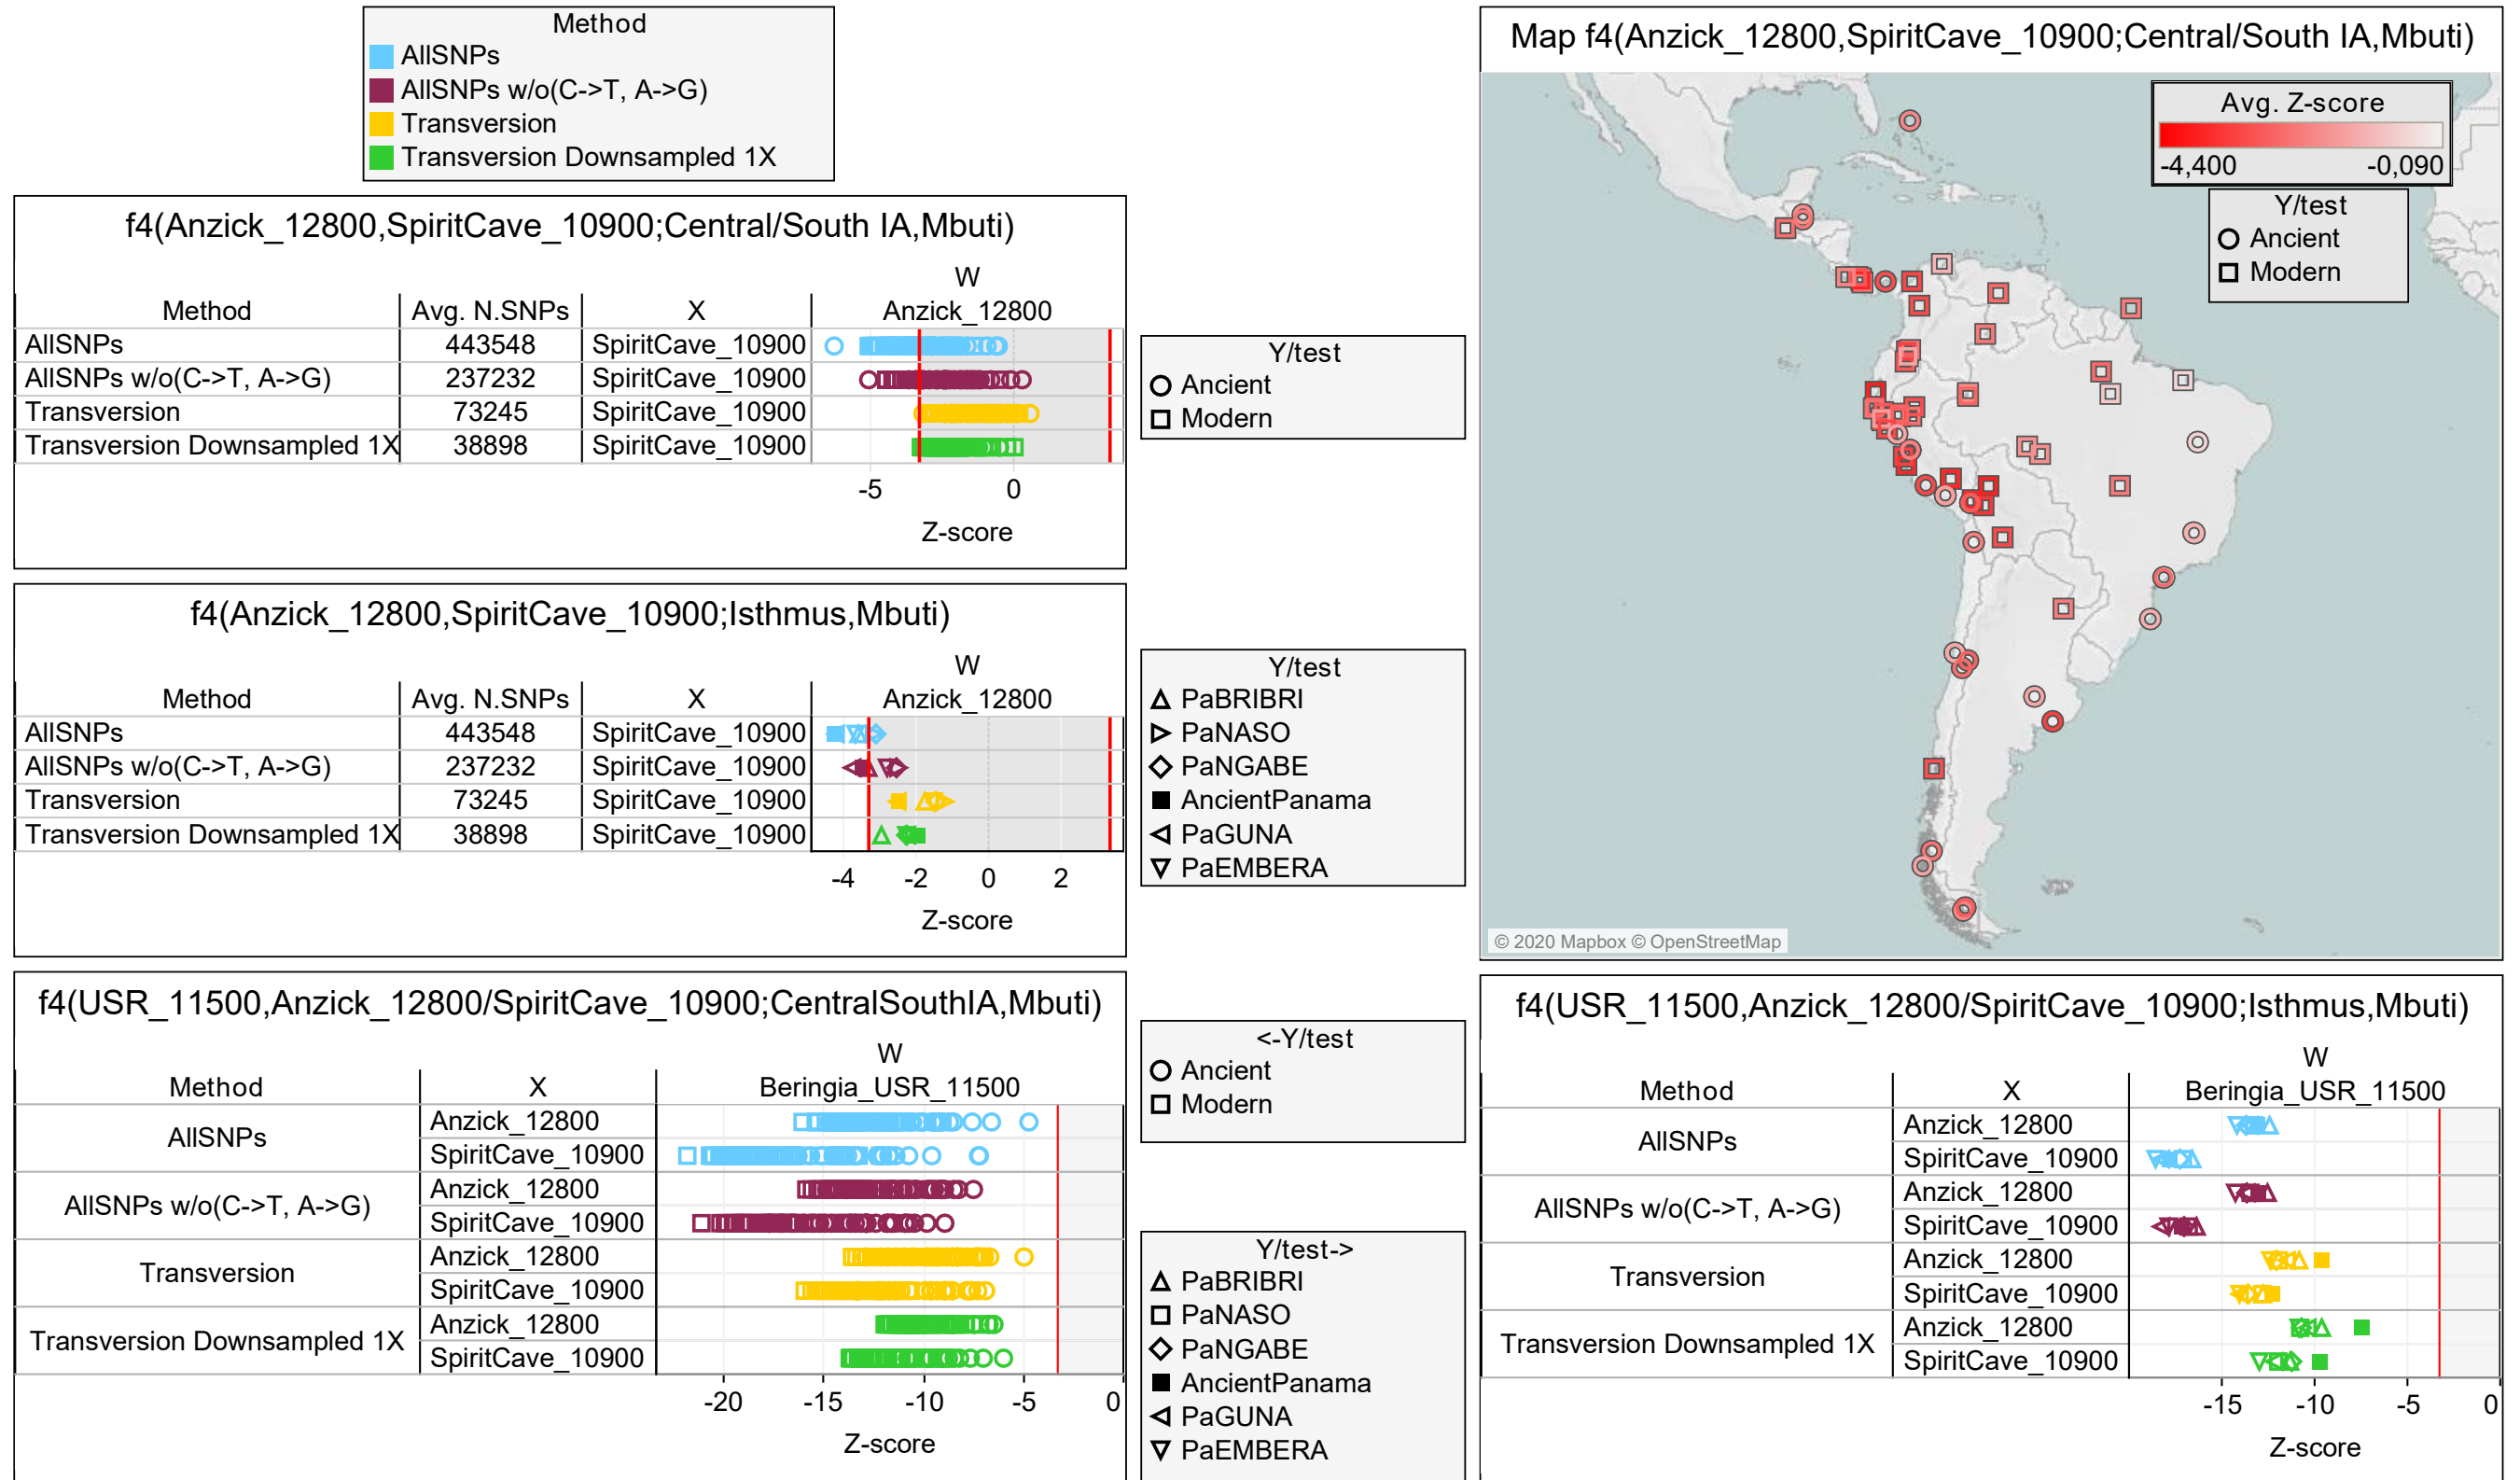 Method
AllSNPs
AllSNPs w/o(C->T, A->G)
Transversion
Transversion Downsampled 1X
f4(Anzick_12800,SpiritCave_10900;Central/South IA,Mbuti)
W
Method Avg. N.SNPs X Anzick_12800
AllSNPs 443548 SpiritCave_10900
AllSNPs w/o(C->T, A->G) 237232 SpiritCave_10900
Transversion 73245 SpiritCave_10900
Transversion Downsampled 1X 38898 SpiritCave_10900
-5 0
Z-score
Y/test
Ancient
Modern
f4(Anzick_12800,SpiritCave_10900;Isthmus,Mbuti)
W
Method Avg. N.SNPs X Anzick_12800
AllSNPs 443548 SpiritCave_10900
AllSNPs w/o(C->T, A->G) 237232 SpiritCave_10900
Transversion 73245 SpiritCave_10900
Transversion Downsampled 1X 38898 SpiritCave_10900
-4 -2 0 2
Z-score
Y/test
PaBRIBRI
PaNASO
PaNGABE
AncientPanama
PaGUNA
PaEMBERA
Map f4(Anzick_12800,SpiritCave_10900;Central/South IA,Mbuti)
Avg. Z-score
-4,400 -0,090
Y/test
Ancient
Modern
© 2020 Mapbox © OpenStreetMap
f4(USR_11500,Anzick_12800/SpiritCave_10900;CentralSouthIA,Mbuti)
W
Method X Beringia_USR_11500
AllSNPs Anzick_12800
SpiritCave_10900
AllSNPs w/o(C->T, A->G) Anzick_12800
SpiritCave_10900
Transversion Anzick_12800
SpiritCave_10900
Transversion Downsampled 1X Anzick_12800
SpiritCave_10900
-20 -15 -10 -5 0
Z-score
<-Y/test
Ancient
Modern
Y/test->
PaBRIBRI
PaNASO
PaNGABE
AncientPanama
PaGUNA
PaEMBERA
f4(USR_11500,Anzick_12800/SpiritCave_10900;Isthmus,Mbuti)
W
Method X Beringia_USR_11500
AllSNPs Anzick_12800
SpiritCave_10900
AllSNPs w/o(C->T, A->G) Anzick_12800
SpiritCave_10900
Transversion Anzick_12800
SpiritCave_10900
Transversion Downsampled 1X Anzick_12800
SpiritCave_10900
-15 -10 -5 0
Z-score